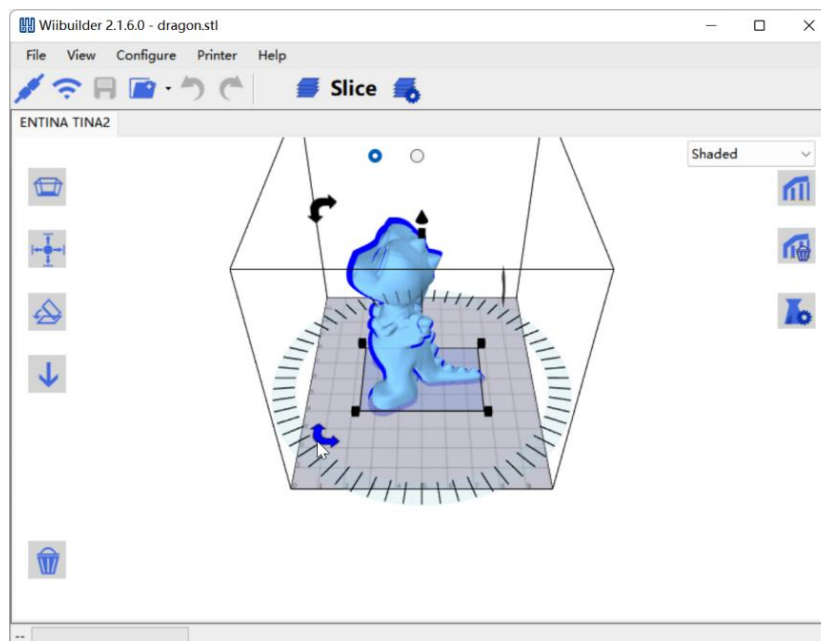 Wiibuilder 2.1.6.0 - dragon.stl
File View Configure Printer Help
Slice
ENTINA TINA2
Shaded
--